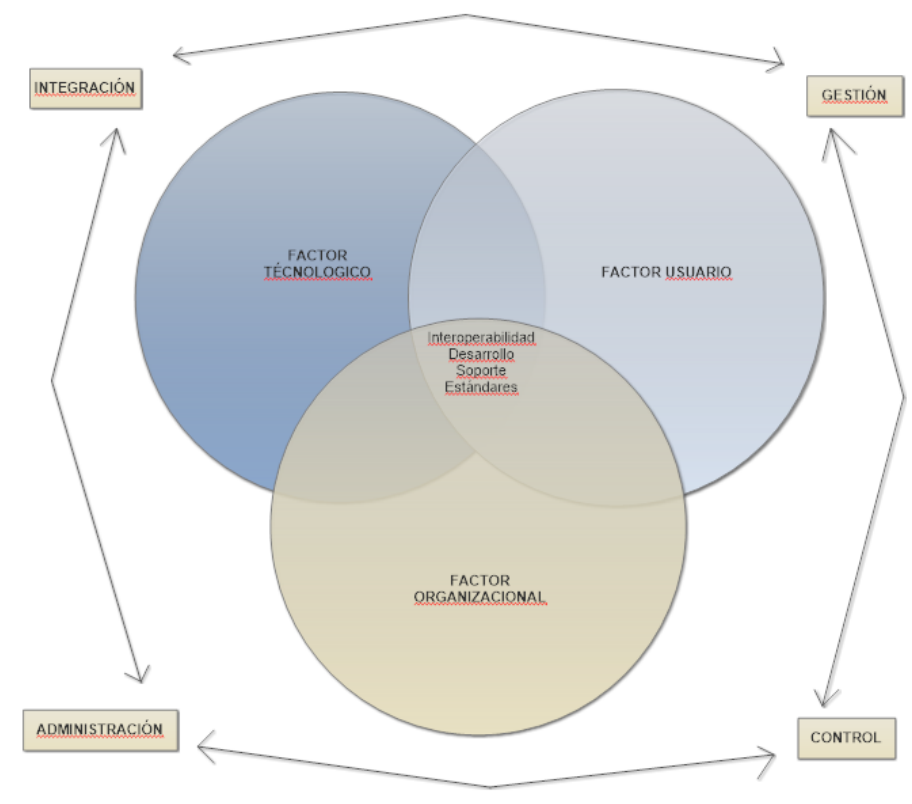 INTEGRACIÓN
GESTIÓN
FACTOR
TÉCNOLOGICO
FACTOR USUARIO
Interoperabilidad
Desarrollo
Soporte
Estándares
FACTOR
ORGANIZACIONAL
ADMINISTRACIÓN
CONTROL